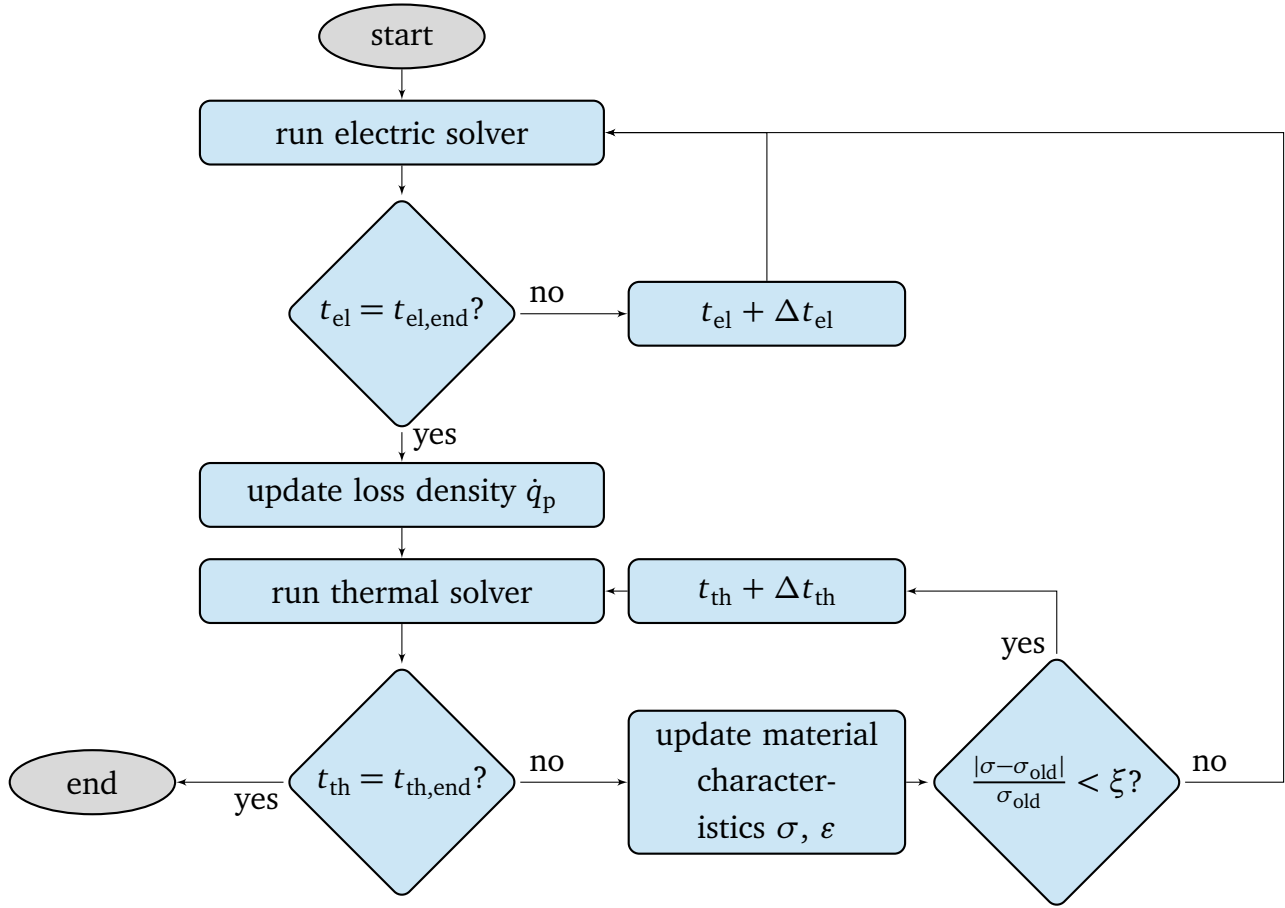 start
run electric solver
t_el = t_el,end?
no
t_el + Δt_el
yes
update loss density q̇_p
run thermal solver
t_th + Δt_th
yes
t_th = t_th,end?
no
update material
character-
istics σ, ε
|σ−σ_old|
σ_old
< ξ?
no
end
yes